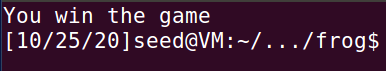 You win the game
[10/25/20]seed@VM:~/.../frog$